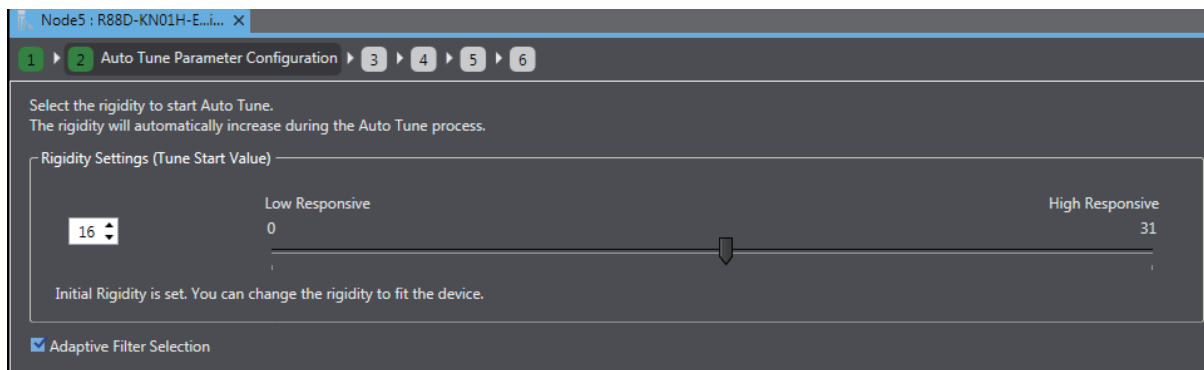 Node5 : R88D-KN01H-E...i...
1 2 Auto Tune Parameter Configuration 3 4 5 6
Select the rigidity to start Auto Tune.
The rigidity will automatically increase during the Auto Tune process.
Rigidity Settings (Tune Start Value)
Low Responsive High Responsive
16 0 31
Initial Rigidity is set. You can change the rigidity to fit the device.
Adaptive Filter Selection